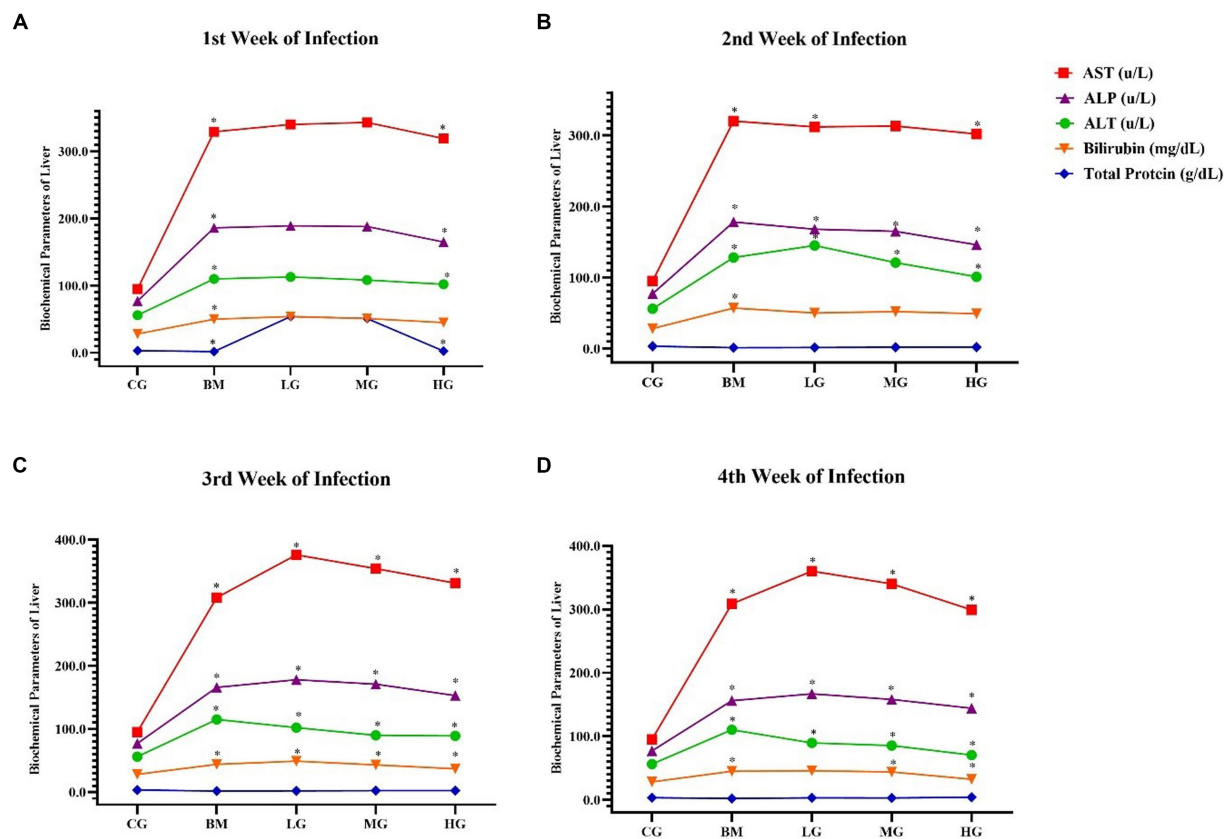 A
1st Week of Infection
Biochemical Parameters of Liver
300.0
200.0
100.0
0.0
* *
* *
* *
*
* *
CG BM LG MG HG
B
2nd Week of Infection
Biochemical Parameters of Liver
300.0
200.0
100.0
0.0
* * *
* * * *
* * * *
*
CG BM LG MG HG
AST (u/L)
ALP (u/L)
ALT (u/L)
Bilirubin (mg/dL)
Total Protein (g/dL)
C
3rd Week of Infection
Biochemical Parameters of Liver
400.0
300.0
200.0
100.0
0.0
* * * *
* * * *
* * * *
* * * *
CG BM LG MG HG
D
4th Week of Infection
Biochemical Parameters of Liver
400.0
300.0
200.0
100.0
0.0
* * * *
* * * *
* * * *
* * *
CG BM LG MG HG